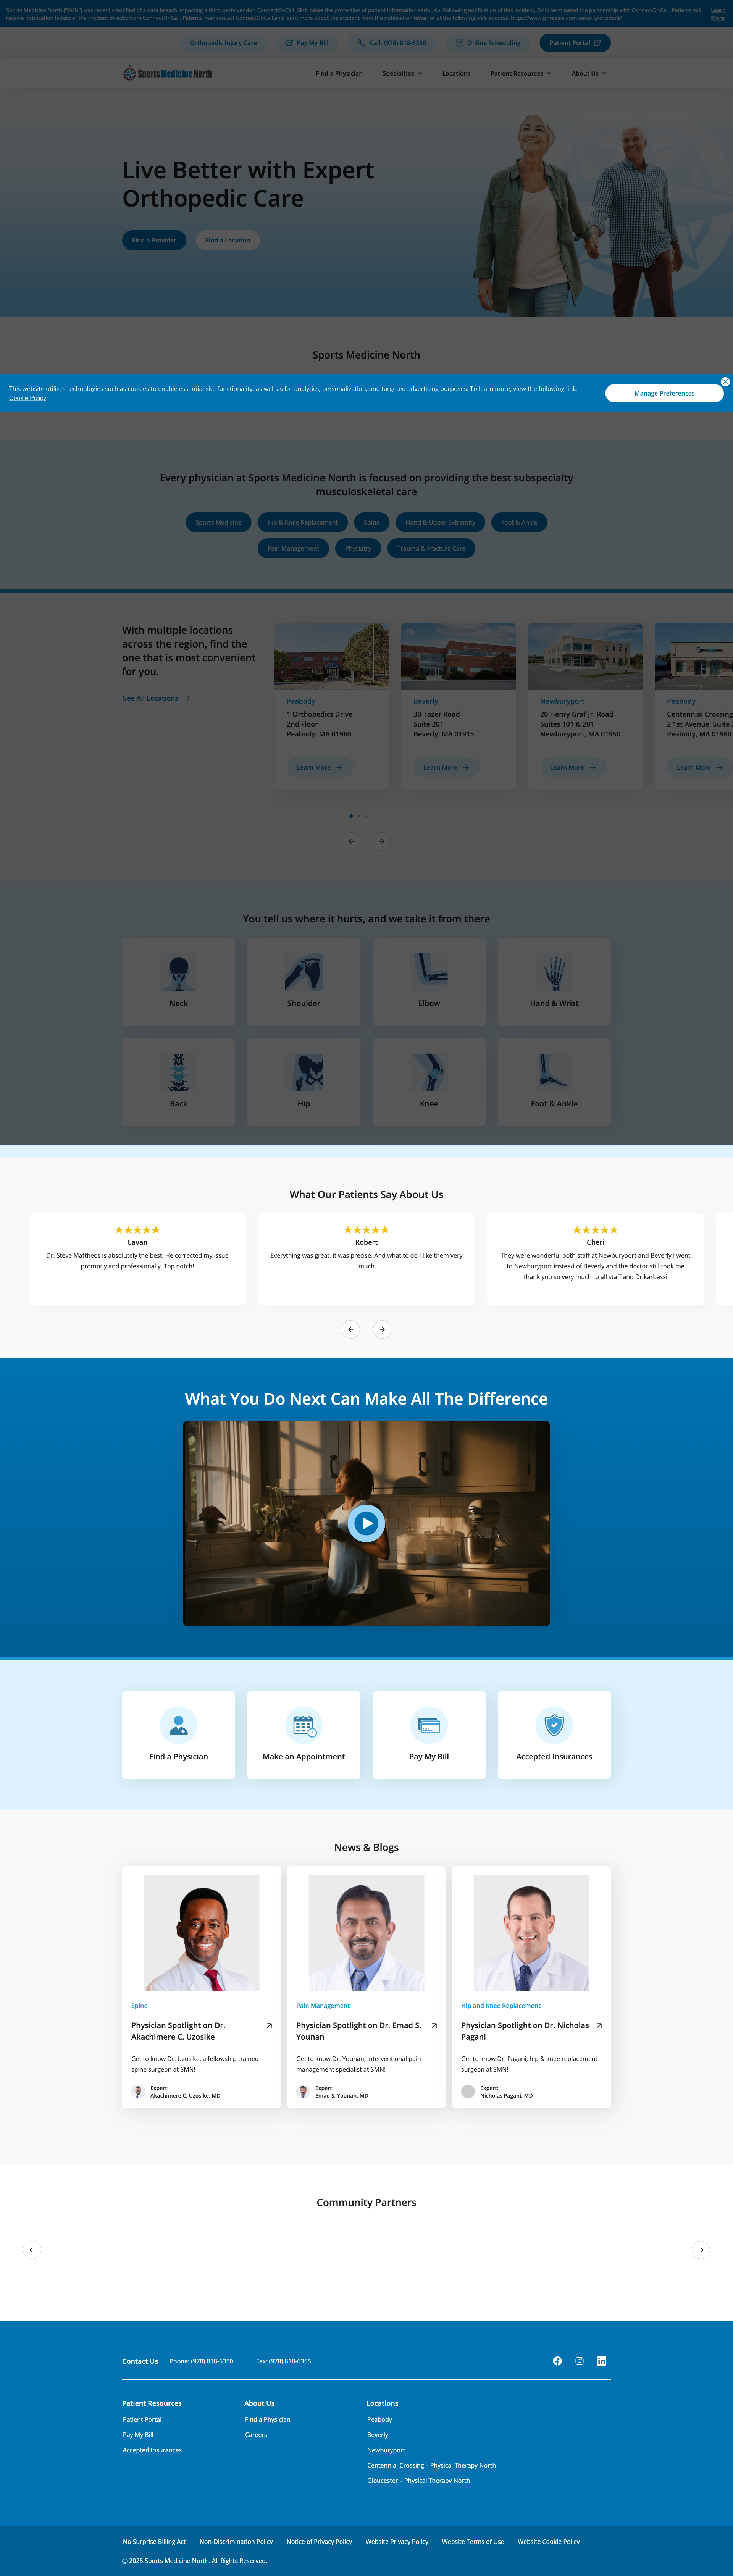 Sports Medicine North ("SMN") was recently notified of a data breach impacting a third-party vendor, ConnectOnCall. SMN takes the protection of patient information seriously. Following notification of this incident, SMN terminated the partnership with ConnectOnCall. Patients will
receive notification letters of the incident directly from ConnectOnCall. Patients may contact ConnectOnCall and learn more about the incident from the notification letter, or at the following web address: https://www.phreesia.com/security-incident/
Learn
More
Orthopedic Injury Care
Pay My Bill
Call: (978) 818-6350
Online Scheduling
Patient Portal
Sports Medicine North
Find a Physician
Specialties
Locations
Patient Resources
About Us
Live Better with Expert
Orthopedic Care
Find a Provider
Find a Location
Sports Medicine North
This website utilizes technologies such as cookies to enable essential site functionality, as well as for analytics, personalization, and targeted advertising purposes. To learn more, view the following link:
Cookie Policy
Manage Preferences
Every physician at Sports Medicine North is focused on providing the best subspecialty
musculoskeletal care
Sports Medicine
Hip & Knee Replacement
Spine
Hand & Upper Extremity
Foot & Ankle
Pain Management
Physiatry
Trauma & Fracture Care
With multiple locations
across the region, find the
one that is most convenient
for you.
See All Locations
Peabody
1 Orthopedics Drive
2nd Floor
Peabody, MA 01960
Learn More
Beverly
30 Tozer Road
Suite 201
Beverly, MA 01915
Learn More
Newburyport
20 Henry Graf Jr. Road
Suites 101 & 201
Newburyport, MA 01950
Learn More
Peabody
Centennial Crossing
2 1st Avenue, Suite
Peabody, MA 01960
Learn More
You tell us where it hurts, and we take it from there
Neck
Shoulder
Elbow
Hand & Wrist
Back
Hip
Knee
Foot & Ankle
What Our Patients Say About Us
Cavan
Dr. Steve Mattheos is absolutely the best. He corrected my issue
promptly and professionally. Top notch!
Robert
Everything was great, it was precise. And what to do I like them very
much
Cheri
They were wonderful both staff at Newburyport and Beverly I went
to Newburyport instead of Beverly and the doctor still took me
thank you so very much to all staff and Dr karbassi
What You Do Next Can Make All The Difference
Find a Physician
Make an Appointment
Pay My Bill
Accepted Insurances
News & Blogs
Spine
Physician Spotlight on Dr.
Akachimere C. Uzosike
Get to know Dr. Uzosike, a fellowship trained
spine surgeon at SMN!
Expert:
Akachimere C. Uzosike, MD
Pain Management
Physician Spotlight on Dr. Emad S.
Younan
Get to know Dr. Younan, interventional pain
management specialist at SMN!
Expert:
Emad S. Younan, MD
Hip and Knee Replacement
Physician Spotlight on Dr. Nicholas
Pagani
Get to know Dr. Pagani, hip & knee replacement
surgeon at SMN!
Expert:
Nicholas Pagani, MD
Community Partners
Contact Us
Phone: (978) 818-6350
Fax: (978) 818-6355
Patient Resources
Patient Portal
Pay My Bill
Accepted Insurances
About Us
Find a Physician
Careers
Locations
Peabody
Beverly
Newburyport
Centennial Crossing – Physical Therapy North
Gloucester – Physical Therapy North
No Surprise Billing Act
Non-Discrimination Policy
Notice of Privacy Policy
Website Privacy Policy
Website Terms of Use
Website Cookie Policy
© 2025 Sports Medicine North. All Rights Reserved.